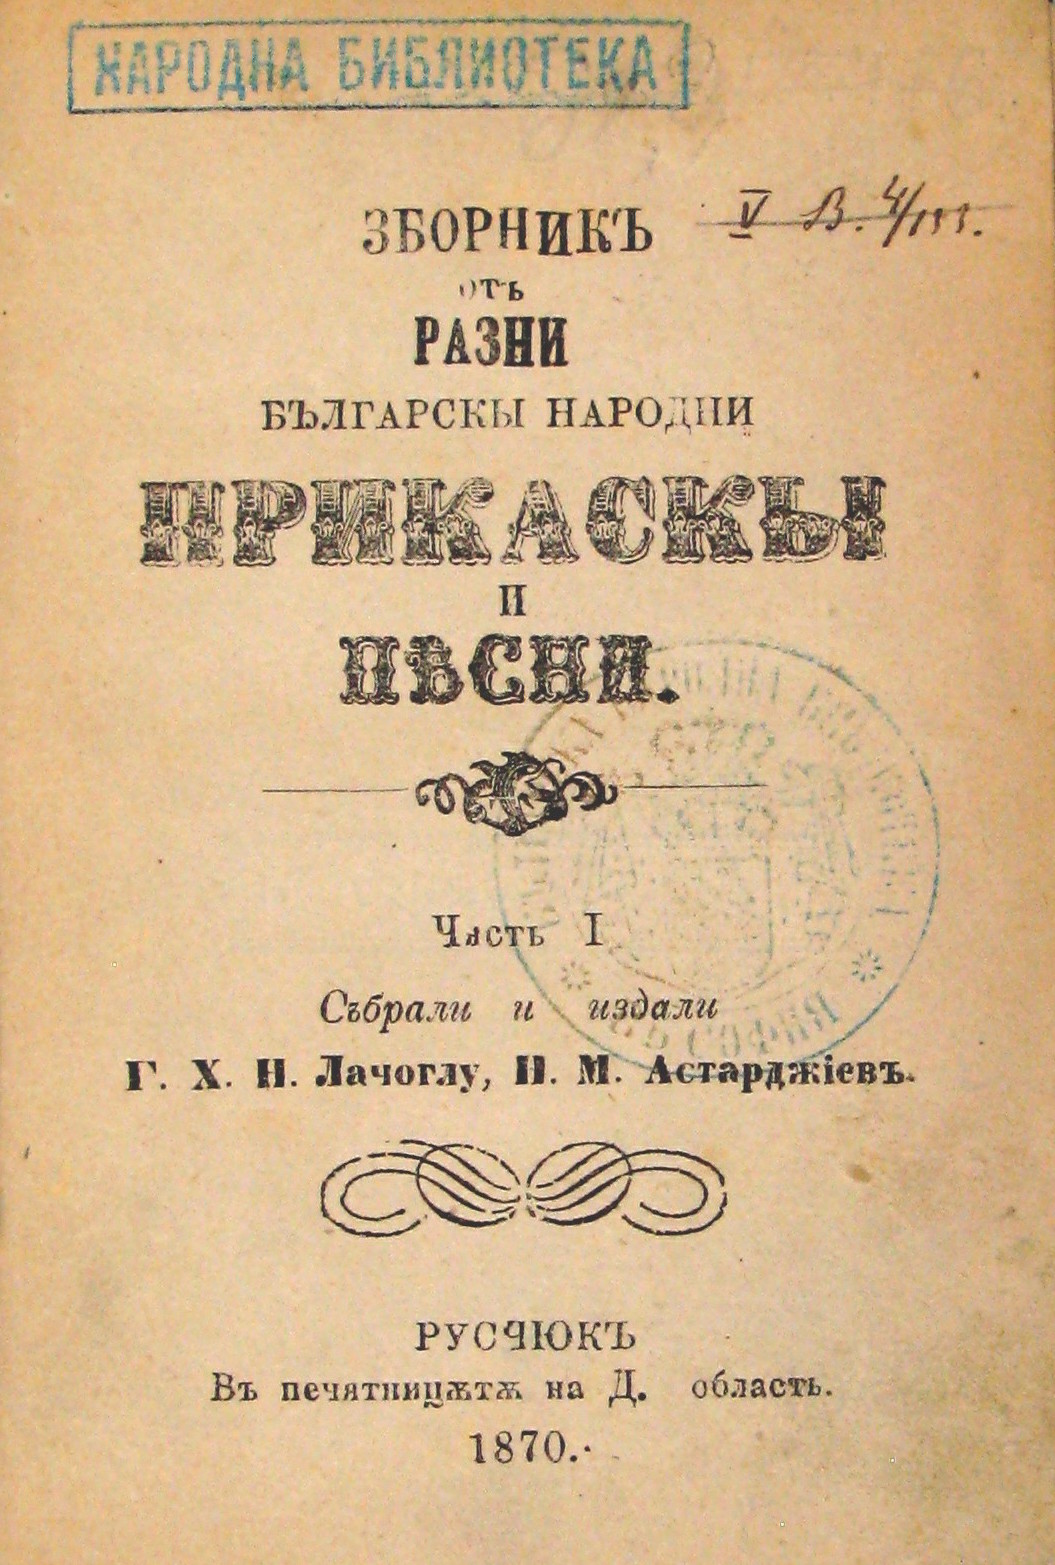 НАРОДНА БИБЛИОТЕКА
ЗБОРНИКЪ
отъ
РАЗНИ
БЪЛГАРСКЫ НАРОДНИ
ПРИКАСКЫ
И
ПѢСНИ.
Часть I
Събрали и издали
Г. Х. Н. Лачоглу, Н. М. Астарджіевъ.
РУСЧЮКЪ
Въ печятницѫтѫ на Д. область.
1870.